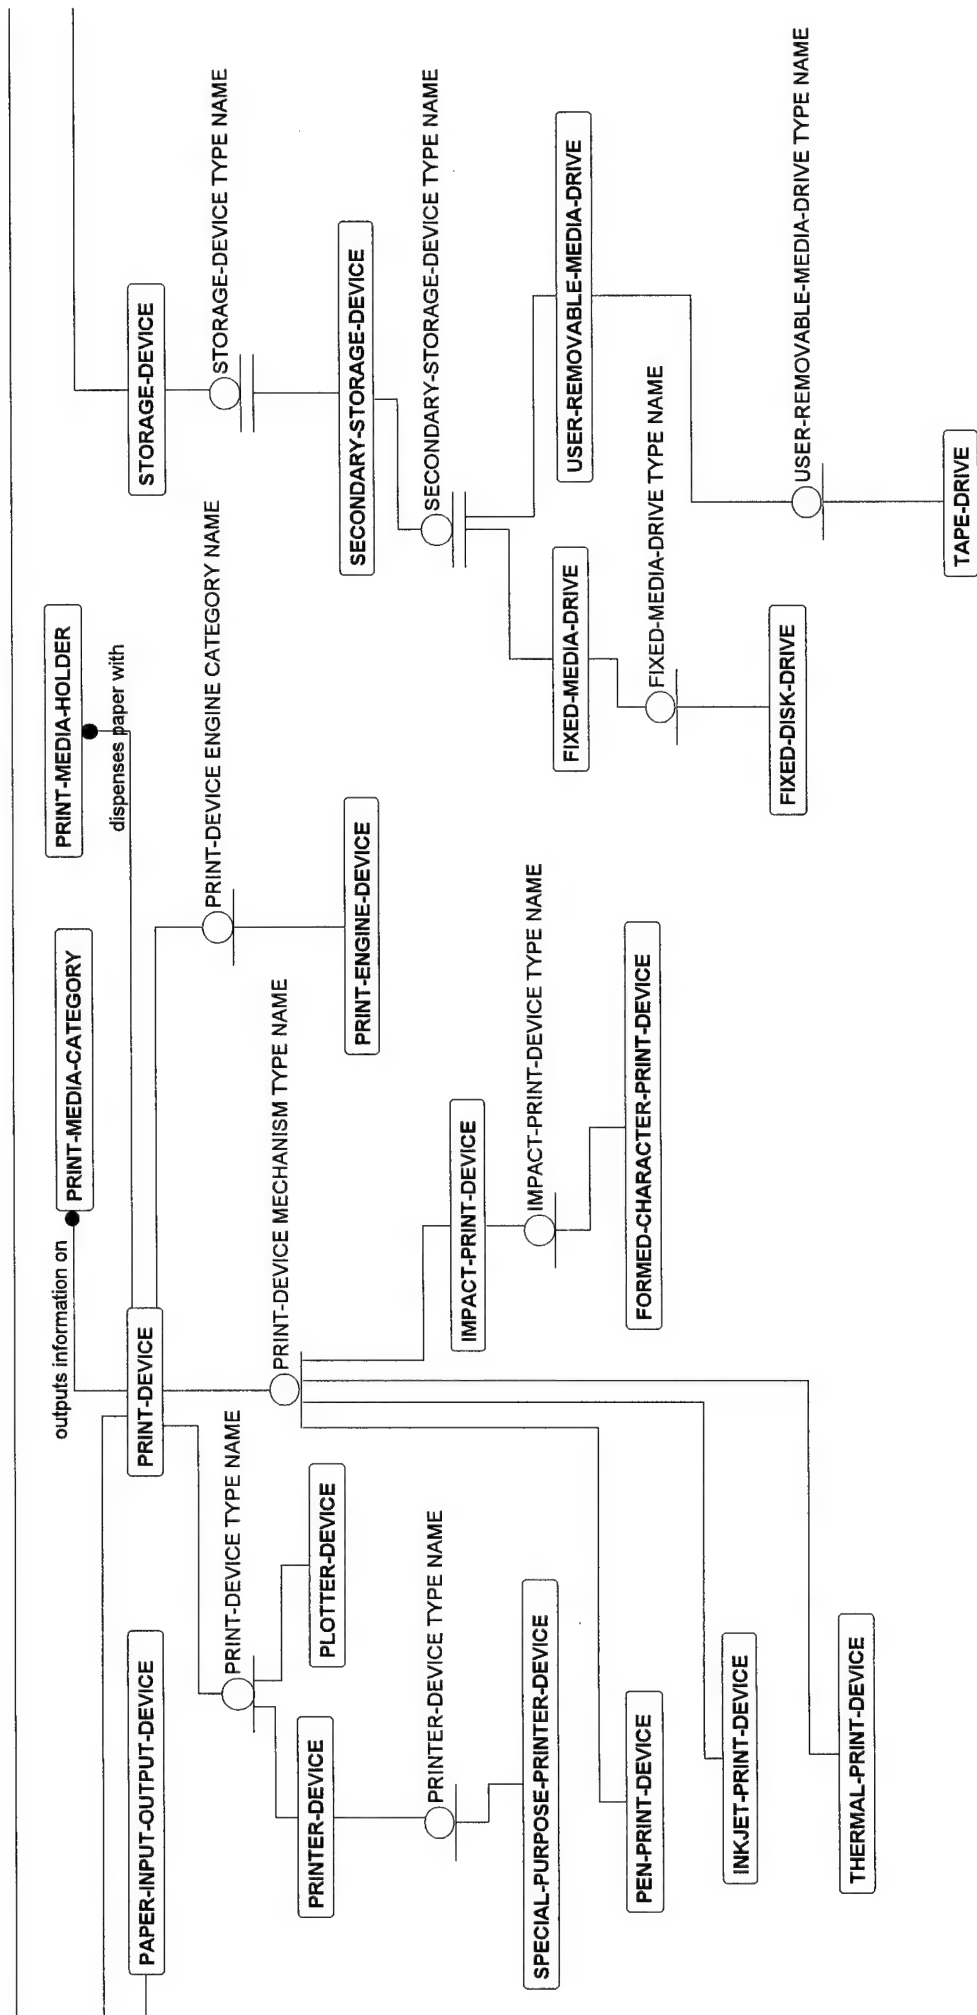 PAPER-INPUT-OUTPUT-DEVICE
PRINT-DEVICE
outputs information on
PRINT-MEDIA-CATEGORY
PRINT-MEDIA-HOLDER
dispenses paper with
STORAGE-DEVICE
PRINT-DEVICE TYPE NAME
PRINT-DEVICE MECHANISM TYPE NAME
PRINT-DEVICE ENGINE CATEGORY NAME
STORAGE-DEVICE TYPE NAME
PRINTER-DEVICE
PLOTTER-DEVICE
PRINT-ENGINE-DEVICE
SECONDARY-STORAGE-DEVICE
PRINTER-DEVICE TYPE NAME
IMPACT-PRINT-DEVICE
SECONDARY-STORAGE-DEVICE TYPE NAME
SPECIAL-PURPOSE-PRINTER-DEVICE
IMPACT-PRINT-DEVICE TYPE NAME
FIXED-MEDIA-DRIVE
USER-REMOVABLE-MEDIA-DRIVE
PEN-PRINT-DEVICE
FORMED-CHARACTER-PRINT-DEVICE
FIXED-MEDIA-DRIVE TYPE NAME
INKJET-PRINT-DEVICE
FIXED-DISK-DRIVE
USER-REMOVABLE-MEDIA-DRIVE TYPE NAME
THERMAL-PRINT-DEVICE
TAPE-DRIVE